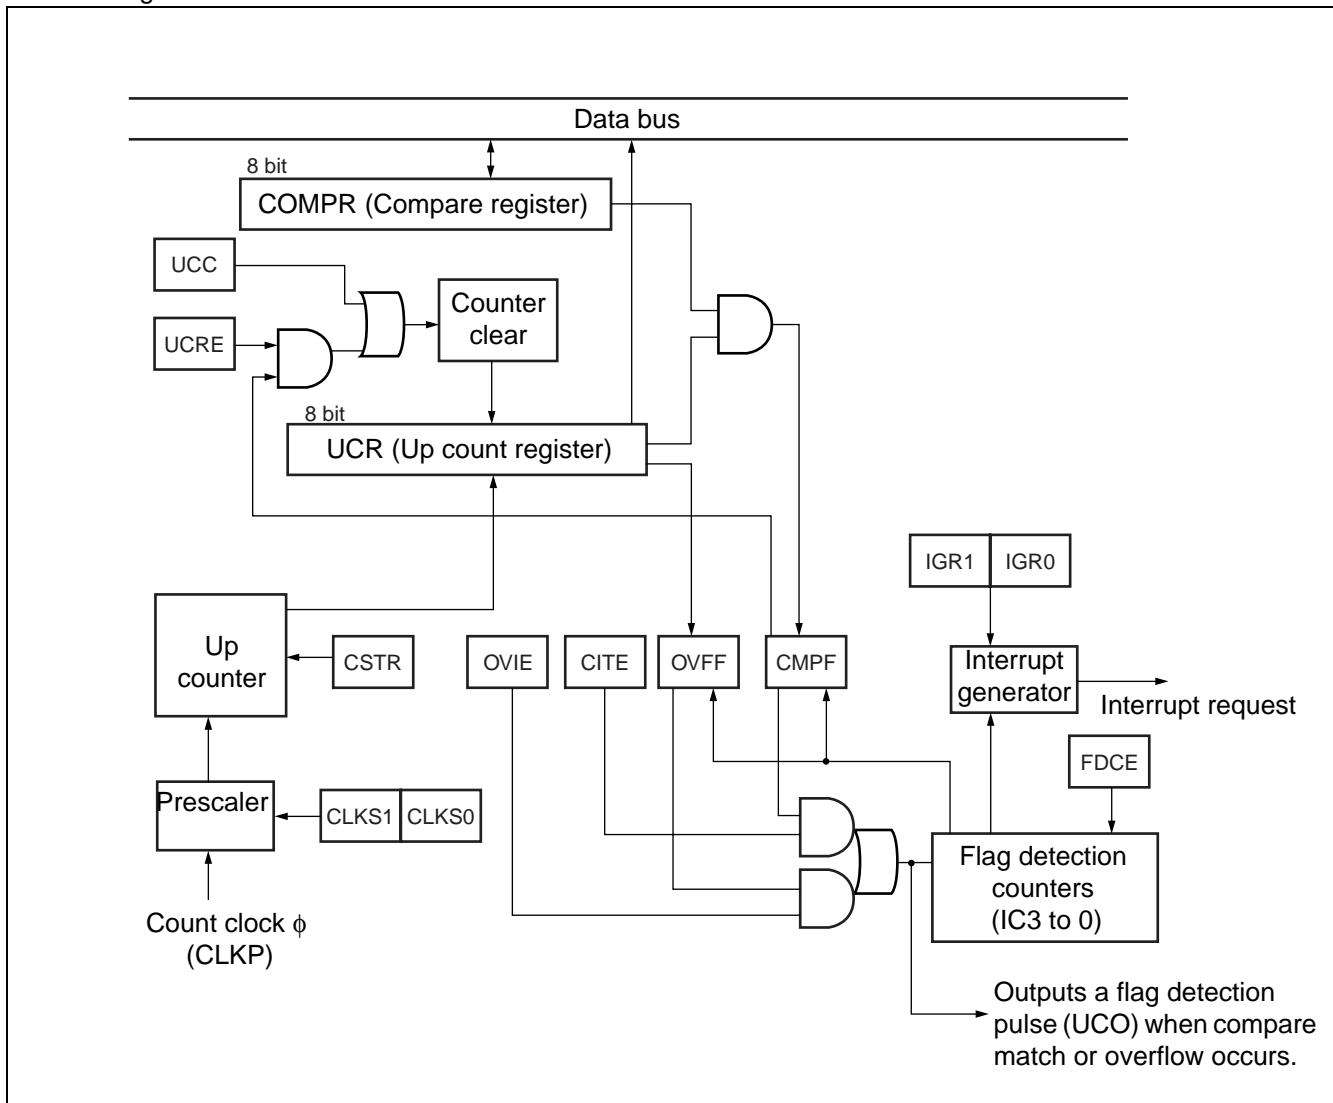 Data bus
8 bit
COMPR (Compare register)
UCC
Counter
clear
UCRE
8 bit
UCR (Up count register)
IGR1
IGR0
Up
counter
CSTR
OVIE
CITE
OVFF
CMPF
Interrupt
generator
Interrupt request
FDCE
Prescaler
CLKS1
CLKS0
Flag detection
counters
(IC3 to 0)
Count clock ϕ
(CLKP)
Outputs a flag detection
pulse (UCO) when compare
match or overflow occurs.